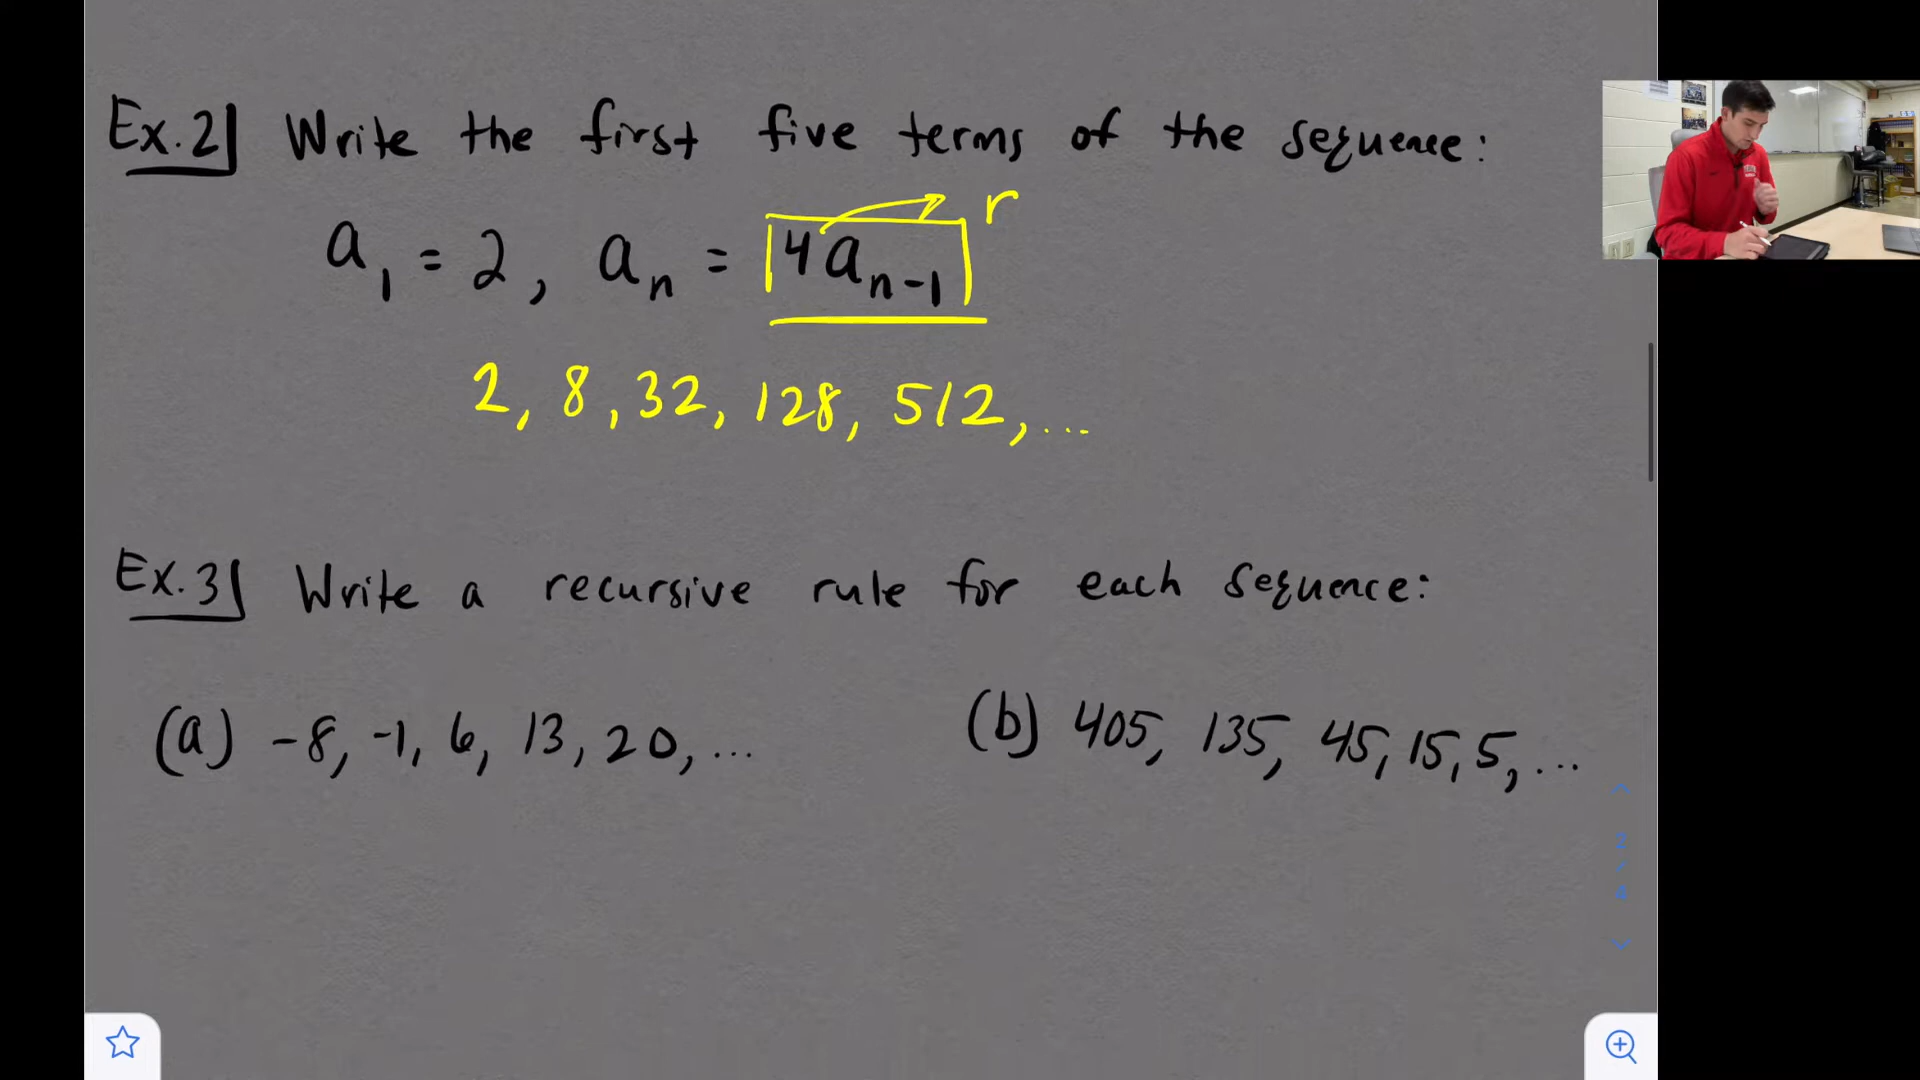 Ex.2 Write the first five terms of the sequence:
r
a₁ = 2, aₙ = 4aₙ₋₁
2, 8, 32, 128, 512, ...
Ex.3 Write a recursive rule for each sequence:
(a) -8, -1, 6, 13, 20, ...
(b) 405, 135, 45, 15, 5, ...